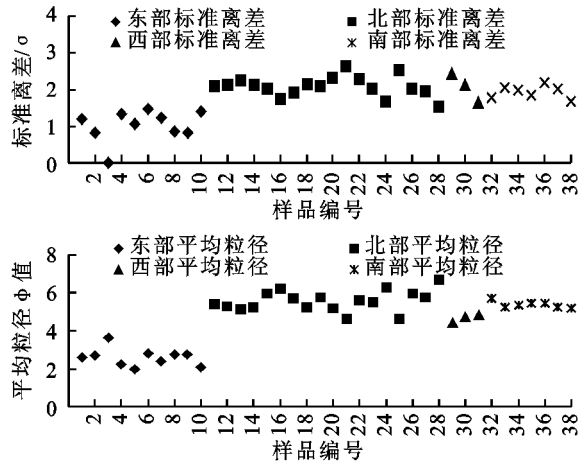 ◆东部标准离差 ■北部标准离差
▲西部标准离差 ×南部标准离差
标准离差/σ
4
3
2
1
0
2 4 6 8 10 12 14 16 18 20 22 24 26 28 30 32 34 36 38
样品编号
◆东部平均粒径 ■北部平均粒径
▲西部平均粒径 ×南部平均粒径
平均粒径φ值
8
6
4
2
0
2 4 6 8 10 12 14 16 18 20 22 24 26 28 30 32 34 36 38
样品编号